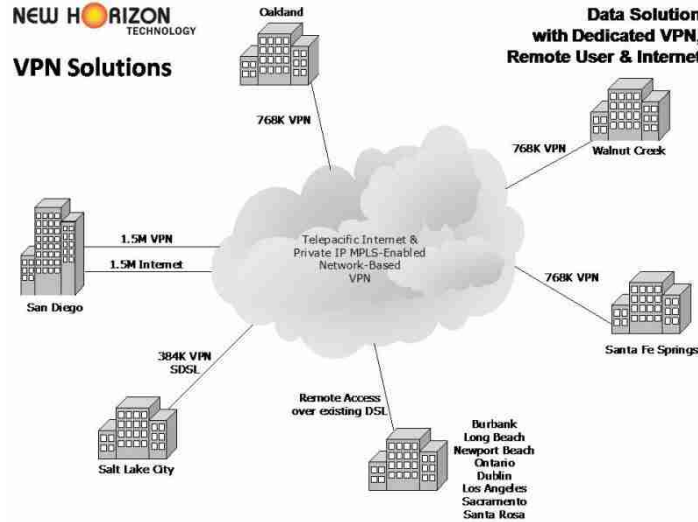 NEW HORIZON
TECHNOLOGY
VPN Solutions
Oakland
Data Solution
with Dedicated VPN,
Remote User & Internet
768K VPN
768K VPN
Walnut Creek
1.5M VPN
1.5M Internet
San Diego
Telepacific Internet &
Private IP MPLS-Enabled
Network-Based
VPN
768K VPN
Santa Fe Springs
384K VPN
SDSL
Salt Lake City
Remote Access
over existing DSL
Burbank
Long Beach
Newport Beach
Ontario
Dublin
Los Angeles
Sacramento
Santa Rosa